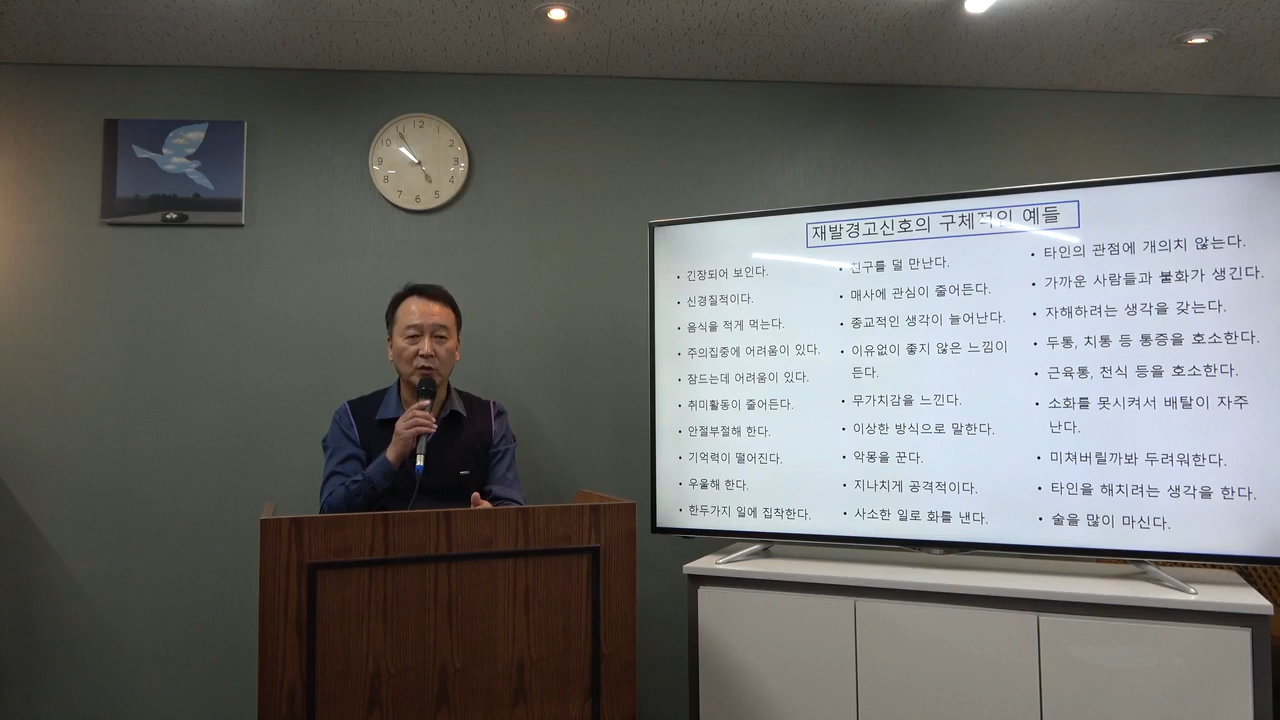 재발경고신호의 구체적인 예들
• 긴장되어 보인다.
• 신경질적이다.
• 음식을 적게 먹는다.
• 주의집중에 어려움이 있다.
• 잠드는데 어려움이 있다.
• 취미활동이 줄어든다.
• 안절부절해 한다.
• 기억력이 떨어진다.
• 우울해 한다.
• 한두가지 일에 집착한다.
• 친구를 덜 만난다.
• 매사에 관심이 줄어든다.
• 종교적인 생각이 늘어난다.
• 이유없이 좋지 않은 느낌이
든다.
• 무가치감을 느낀다.
• 이상한 방식으로 말한다.
• 악몽을 꾼다.
• 지나치게 공격적이다.
• 사소한 일로 화를 낸다.
• 타인의 관점에 개의치 않는다.
• 가까운 사람들과 불화가 생긴다.
• 자해하려는 생각을 갖는다.
• 두통, 치통 등 통증을 호소한다.
• 근육통, 천식 등을 호소한다.
• 소화를 못시켜서 배탈이 자주
난다.
• 미쳐버릴까봐 두려워한다.
• 타인을 해치려는 생각을 한다.
• 술을 많이 마신다.
12
11
10
9
8
7
6
5
4
3
2
1